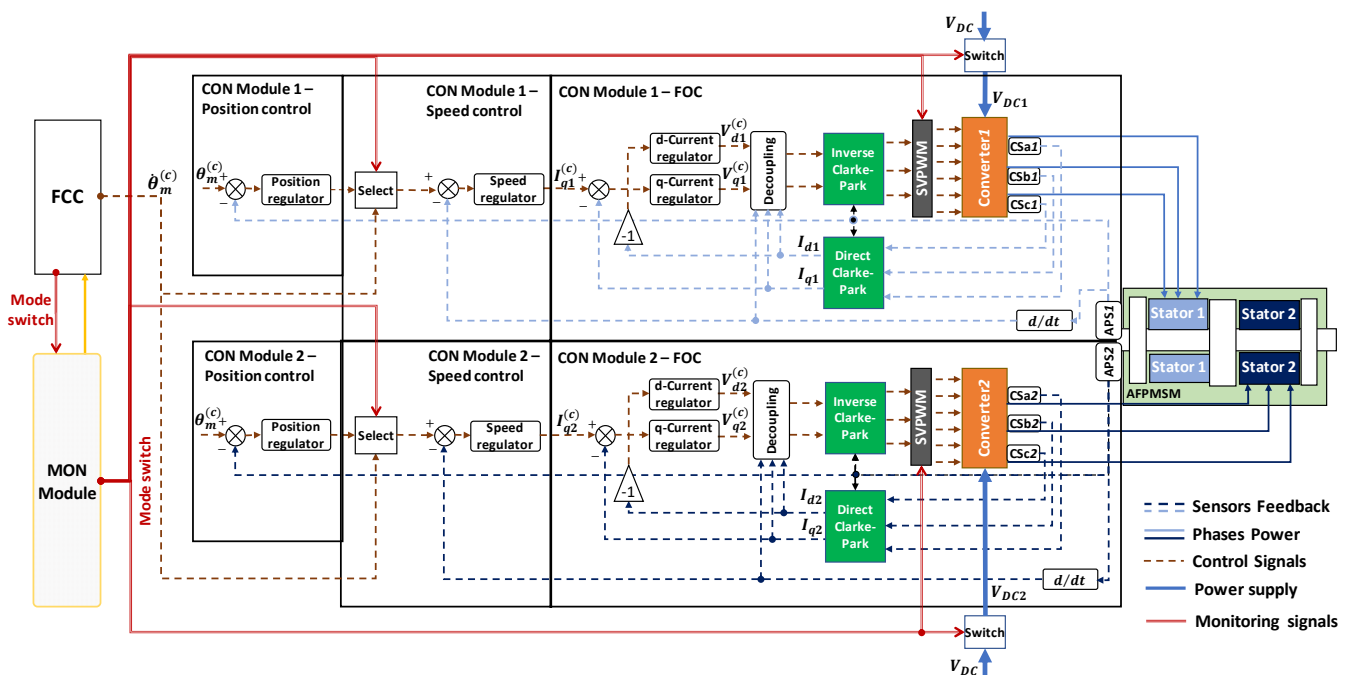 V_DC
Switch
V_DC1
CON Module 1 –
Position control
CON Module 1 –
Speed control
CON Module 1 – FOC
FCC
θ̇_m^(c)
θ_m^(c)
+
−
Position
regulator
Select
+
−
Speed
regulator
I_q1^(c)
+
−
d-Current
regulator
V_d1^(c)
q-Current
regulator
V_q1^(c)
-1
Decoupling
Inverse
Clarke-
Park
SVPWM
Converter1
CSa1
CSb1
CSc1
I_d1
I_q1
Direct
Clarke-
Park
d/dt
APS1
APS2
Stator 1
Stator 2
Stator 1
Stator 2
AFPMSM
Mode
switch
MON
Module
Mode switch
CON Module 2 –
Position control
CON Module 2 –
Speed control
CON Module 2 – FOC
θ_m^(c)
+
−
Position
regulator
Select
+
−
Speed
regulator
I_q2^(c)
+
−
d-Current
regulator
V_d2^(c)
q-Current
regulator
V_q2^(c)
-1
Decoupling
Inverse
Clarke-
Park
SVPWM
Converter2
CSa2
CSb2
CSc2
I_d2
I_q2
Direct
Clarke-
Park
d/dt
V_DC2
Switch
V_DC
Sensors Feedback
Phases Power
Control Signals
Power supply
Monitoring signals